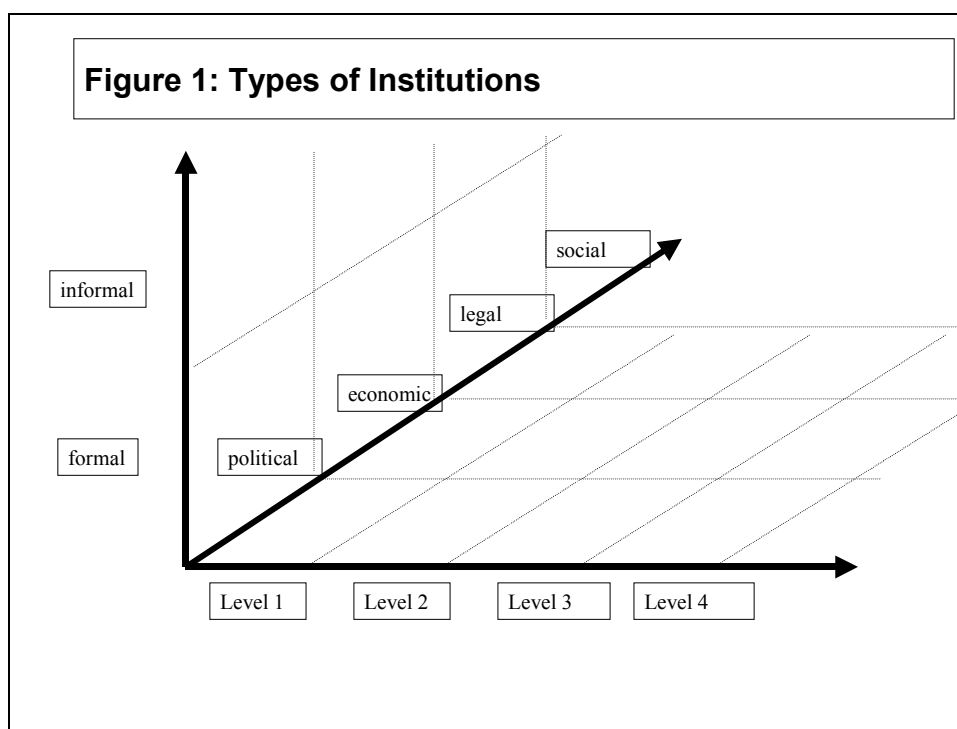 Figure 1: Types of Institutions
social
informal
legal
economic
formal
political
Level 1
Level 2
Level 3
Level 4